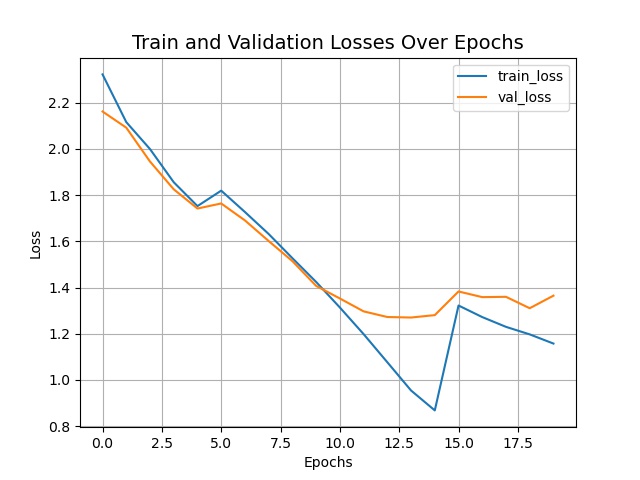 Train and Validation Losses Over Epochs
train_loss
val_loss
Loss
2.2
2.0
1.8
1.6
1.4
1.2
1.0
0.8
0.0 2.5 5.0 7.5 10.0 12.5 15.0 17.5
Epochs